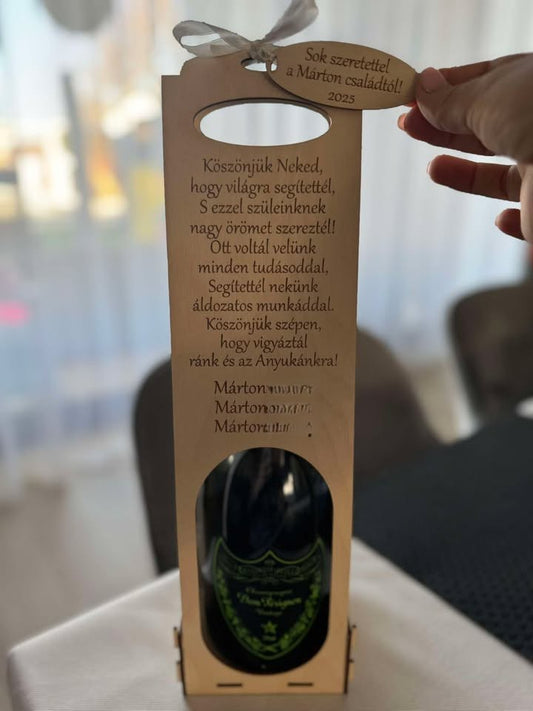 Sok szeretettel
a Márton családtól!
2025
Köszönjük Neked,
hogy világra segítettél,
S ezzel szüleinknek
nagy örömet szereztél!
Ott voltál velünk
minden tudásoddal,
Segítettél nekünk
áldozatos munkáddal.
Köszönjük szépen,
hogy vigyáztál
ránk és az Anyukánkra!
Márton
Márton
Márton
Champagne
Dom Pérignon
Vintage